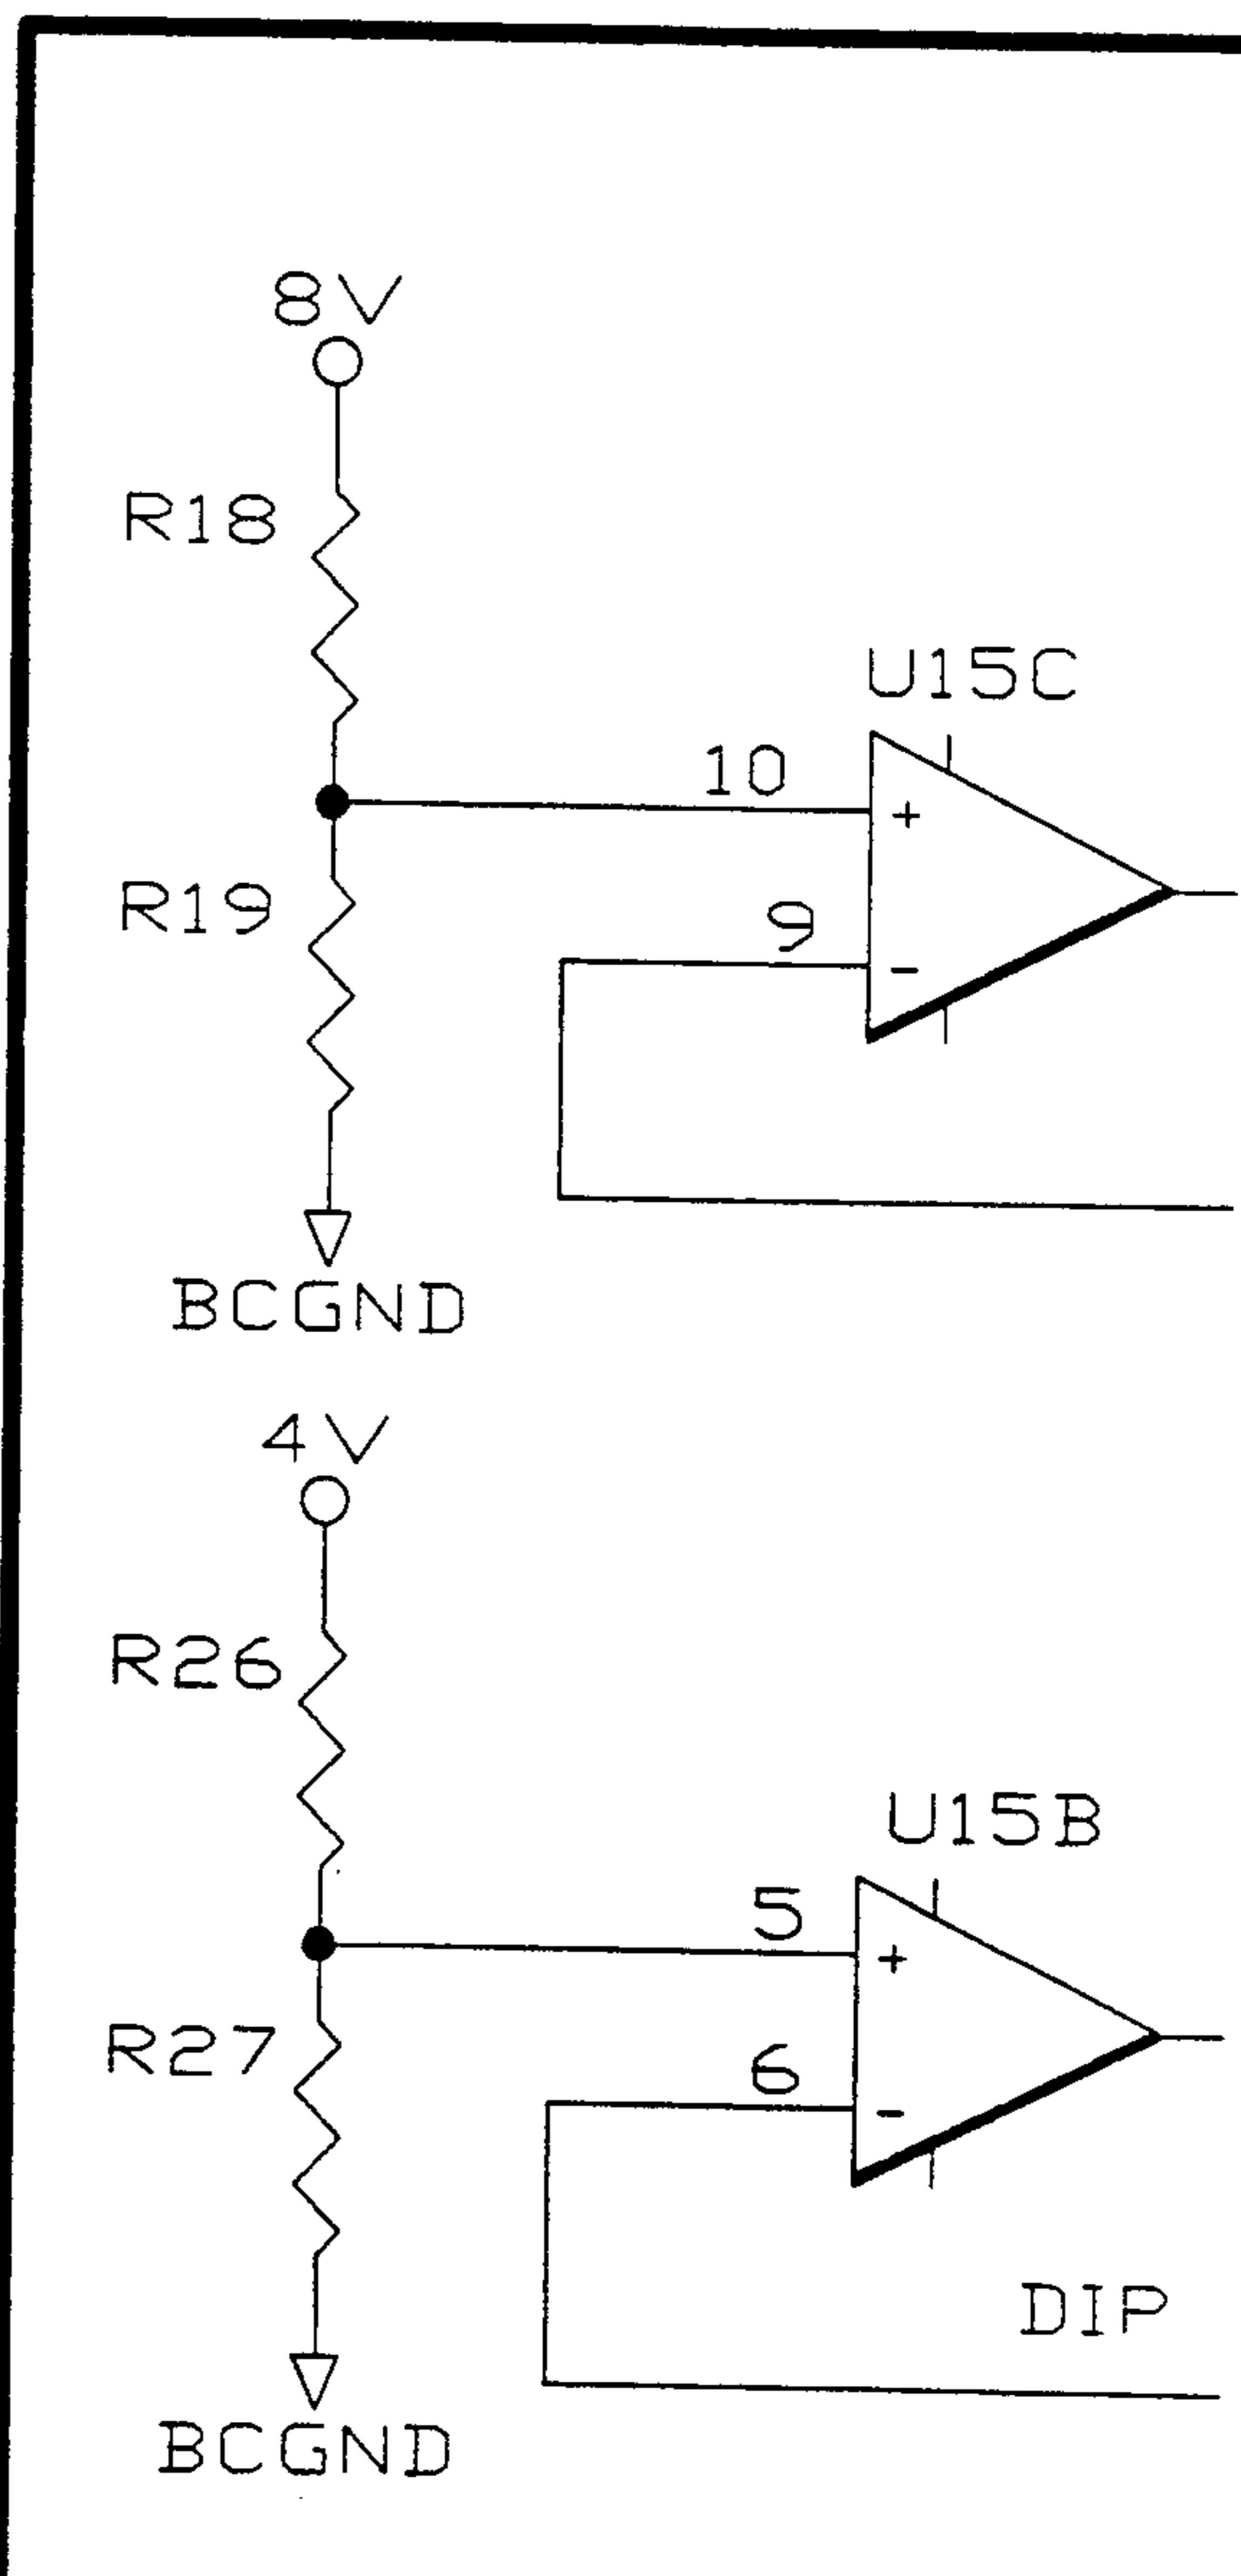 8V
R18
U15C
10
+
R19
9
-
BCGND
4V
R26
U15B
5
+
R27
6
-
DIP
BCGND